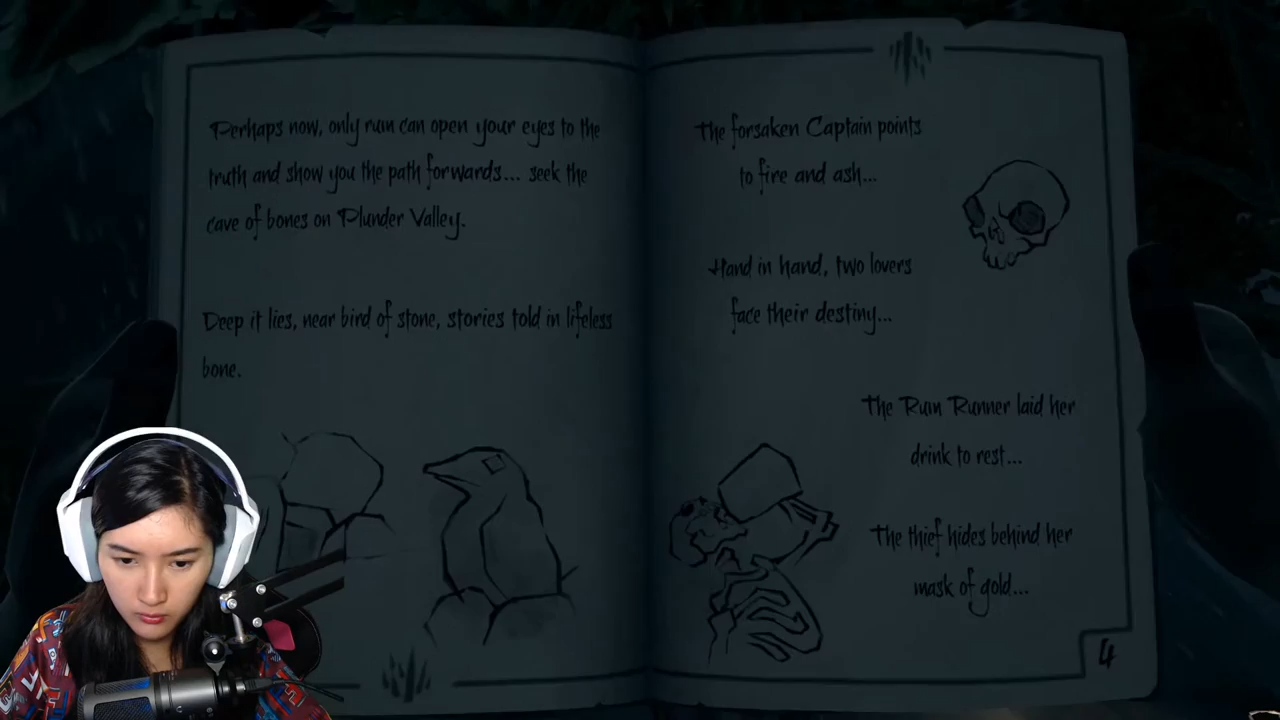 Perhaps now, only rum can open your eyes to the
truth and show you the path forwards... seek the
cave of bones on Plunder Valley.
Deep it lies, near bird of stone, stories told in lifeless
bone.
The forsaken Captain points
to fire and ash...
Hand in hand, two lovers
face their destiny...
The Rum Runner laid her
drink to rest...
The thief hides behind her
mask of gold...
4